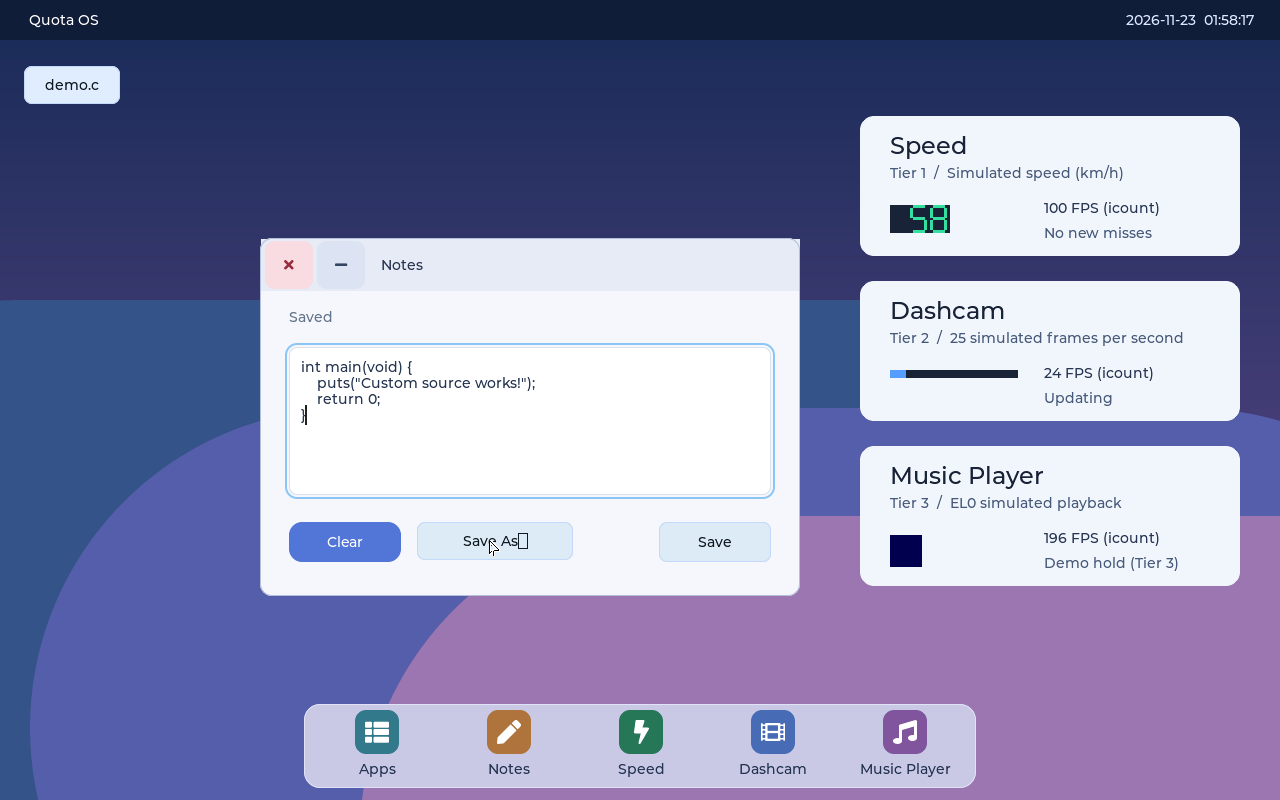 Quota OS
2026-11-23 01:58:17
demo.c
Notes
Saved
int main(void) {
    puts("Custom source works!");
    return 0;
}
Clear
Save As▯
Save
Speed
Tier 1 / Simulated speed (km/h)
58
100 FPS (icount)
No new misses
Dashcam
Tier 2 / 25 simulated frames per second
24 FPS (icount)
Updating
Music Player
Tier 3 / EL0 simulated playback
196 FPS (icount)
Demo hold (Tier 3)
Apps
Notes
Speed
Dashcam
Music Player